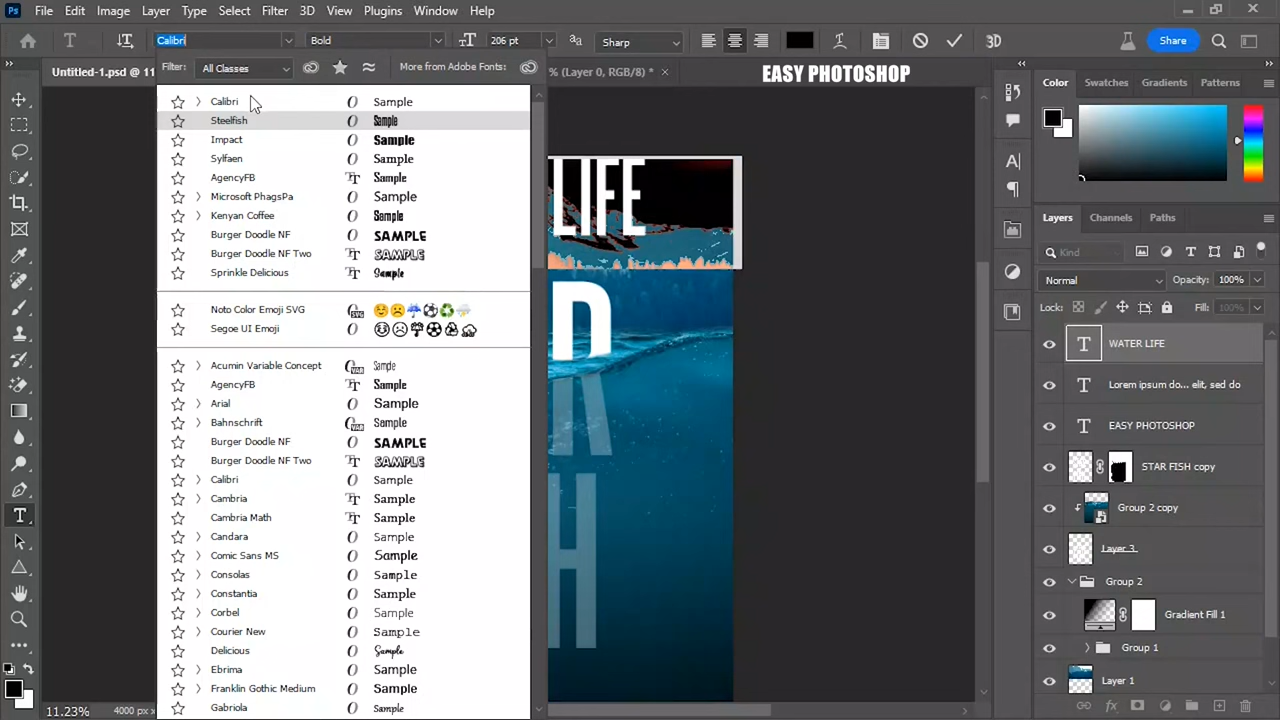 Ps File Edit Image Layer Type Select Filter 3D View Plugins Window Help
Calibri Bold 206 pt Sharp 3D Share
Filter: All Classes More from Adobe Fonts:
Untitled-1.psd @ 11 % (Layer 0, RGB/8) * EASY PHOTOSHOP
Calibri Sample
Steelfish Sample
Impact Sample
Sylfaen Sample
AgencyFB Sample
Microsoft PhagsPa Sample
Kenyan Coffee Sample
Burger Doodle NF SAMPLE
Burger Doodle NF Two SAMPLE
Sprinkle Delicious Sample
Noto Color Emoji SVG
Segoe UI Emoji
Acumin Variable Concept Sample
AgencyFB Sample
Arial Sample
Bahnschrift Sample
Burger Doodle NF SAMPLE
Burger Doodle NF Two SAMPLE
Calibri Sample
Cambria Sample
Cambria Math Sample
Candara Sample
Comic Sans MS Sample
Consolas Sample
Constantia Sample
Corbel Sample
Courier New Sample
Delicious Sample
Ebrima Sample
Franklin Gothic Medium Sample
Gabriola Sample
LIFE
D
R
H
Color Swatches Gradients Patterns
Layers Channels Paths
Kind
Normal Opacity: 100%
Lock: Fill: 100%
WATER LIFE
Lorem ipsum do... elit, sed do
EASY PHOTOSHOP
STAR FISH copy
Group 2 copy
Layer 3
Group 2
Gradient Fill 1
Group 1
Layer 1
11.23% 4000 px